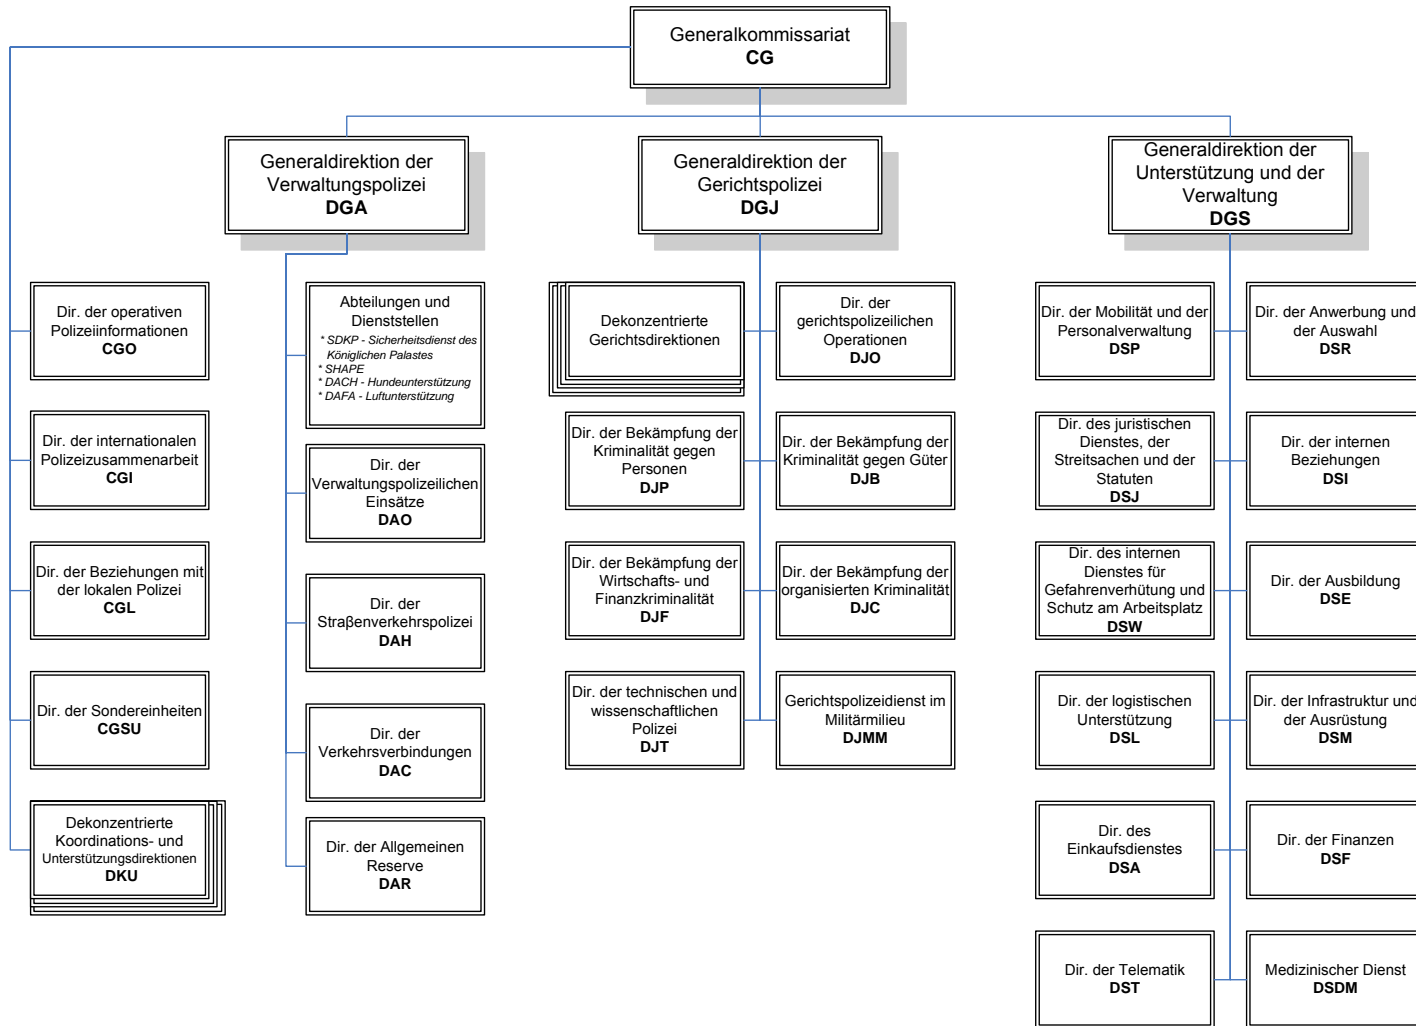 Generalkommissariat
CG
Generaldirektion der
Verwaltungspolizei
DGA
Generaldirektion der
Gerichtspolizei
DGJ
Generaldirektion der
Unterstützung und der
Verwaltung
DGS
Dir. der operativen
Polizeiinformationen
CGO
Dir. der internationalen
Polizeizusammenarbeit
CGI
Dir. der Beziehungen mit
der lokalen Polizei
CGL
Dir. der Sondereinheiten
CGSU
Dekonzentrierte
Koordinations- und
Unterstützungsdirektionen
DKU
Abteilungen und
Dienststellen
* SDKP - Sicherheitsdienst des
Königlichen Palastes
* SHAPE
* DACH - Hundeunterstützung
* DAFA - Luftunterstützung
Dir. der
Verwaltungspolizeilichen
Einsätze
DAO
Dir. der
Straßenverkehrspolizei
DAH
Dir. der
Verkehrsverbindungen
DAC
Dir. der Allgemeinen
Reserve
DAR
Dekonzentrierte
Gerichtsdirektionen
Dir. der
gerichtspolizeilichen
Operationen
DJO
Dir. der Bekämpfung der
Kriminalität gegen
Personen
DJP
Dir. der Bekämpfung der
Kriminalität gegen Güter
DJB
Dir. der Bekämpfung der
Wirtschafts- und
Finanzkriminalität
DJF
Dir. der Bekämpfung der
organisierten Kriminalität
DJC
Dir. der technischen und
wissenschaftlichen
Polizei
DJT
Gerichtspolizeidienst im
Militärmilieu
DJMM
Dir. der Mobilität und der
Personalverwaltung
DSP
Dir. der Anwerbung und
der Auswahl
DSR
Dir. des juristischen
Dienstes, der
Streitsachen und der
Statuten
DSJ
Dir. der internen
Beziehungen
DSI
Dir. des internen
Dienstes für
Gefahrenverhütung und
Schutz am Arbeitsplatz
DSW
Dir. der Ausbildung
DSE
Dir. der logistischen
Unterstützung
DSL
Dir. der Infrastruktur und
der Ausrüstung
DSM
Dir. des
Einkaufsdienstes
DSA
Dir. der Finanzen
DSF
Dir. der Telematik
DST
Medizinischer Dienst
DSDM